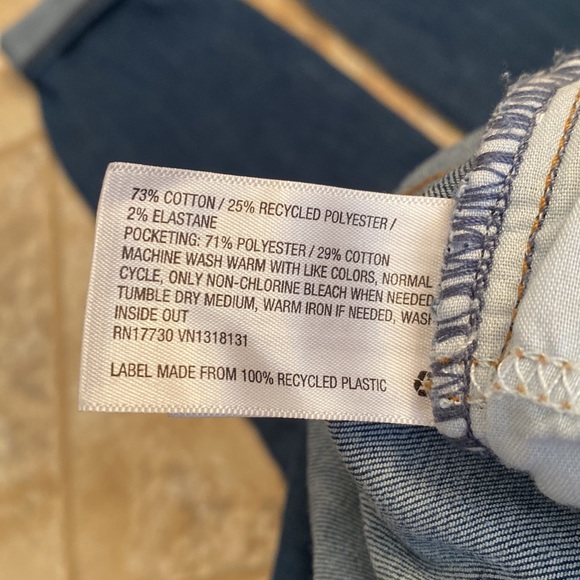 73% COTTON / 25% RECYCLED POLYESTER /
2% ELASTANE
POCKETING: 71% POLYESTER / 29% COTTON
MACHINE WASH WARM WITH LIKE COLORS, NORMAL
CYCLE, ONLY NON-CHLORINE BLEACH WHEN NEEDED
TUMBLE DRY MEDIUM, WARM IRON IF NEEDED, WASH
INSIDE OUT
RN17730 VN1318131
LABEL MADE FROM 100% RECYCLED PLASTIC